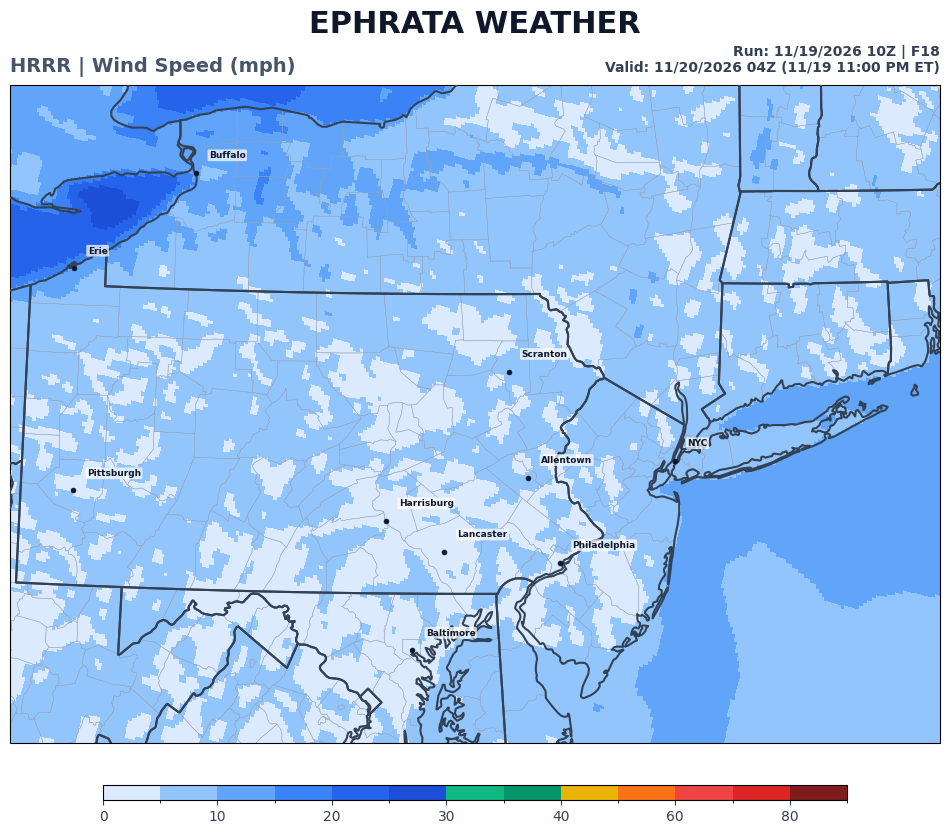 EPHRATA WEATHER
HRRR | Wind Speed (mph)
Run: 11/19/2026 10Z | F18
Valid: 11/20/2026 04Z (11/19 11:00 PM ET)
Buffalo
Erie
Scranton
NYC
Allentown
Pittsburgh
Harrisburg
Lancaster
Philadelphia
Baltimore
0 10 20 30 40 50 60 70 80